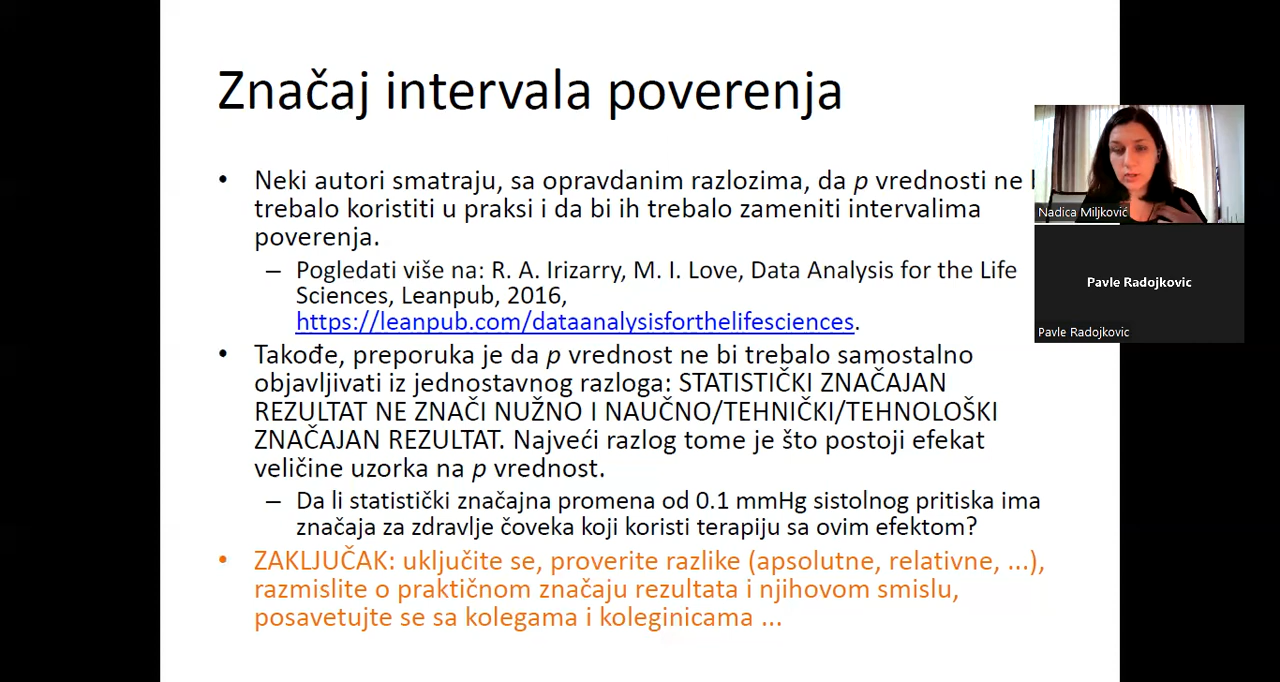 Značaj intervala poverenja
• Neki autori smatraju, sa opravdanim razlozima, da p vrednosti ne
trebalo koristiti u praksi i da bi ih trebalo zameniti intervalima
poverenja.
– Pogledati više na: R. A. Irizarry, M. I. Love, Data Analysis for the Life
Sciences, Leanpub, 2016,
https://leanpub.com/dataanalysisforthelifesciences.
• Takođe, preporuka je da p vrednost ne bi trebalo samostalno
objavljivati iz jednostavnog razloga: STATISTIČKI ZNAČAJAN
REZULTAT NE ZNAČI NUŽNO I NAUČNO/TEHNIČKI/TEHNOLOŠKI
ZNAČAJAN REZULTAT. Najveći razlog tome je što postoji efekat
veličine uzorka na p vrednost.
– Da li statistički značajna promena od 0.1 mmHg sistolnog pritiska ima
značaja za zdravlje čoveka koji koristi terapiju sa ovim efektom?
• ZAKLJUČAK: uključite se, proverite razlike (apsolutne, relativne, ...),
razmislite o praktičnom značaju rezultata i njihovom smislu,
posavetujte se sa kolegama i koleginicama ...
Nadica Miljković
Pavle Radojkovic
Pavle Radojkovic